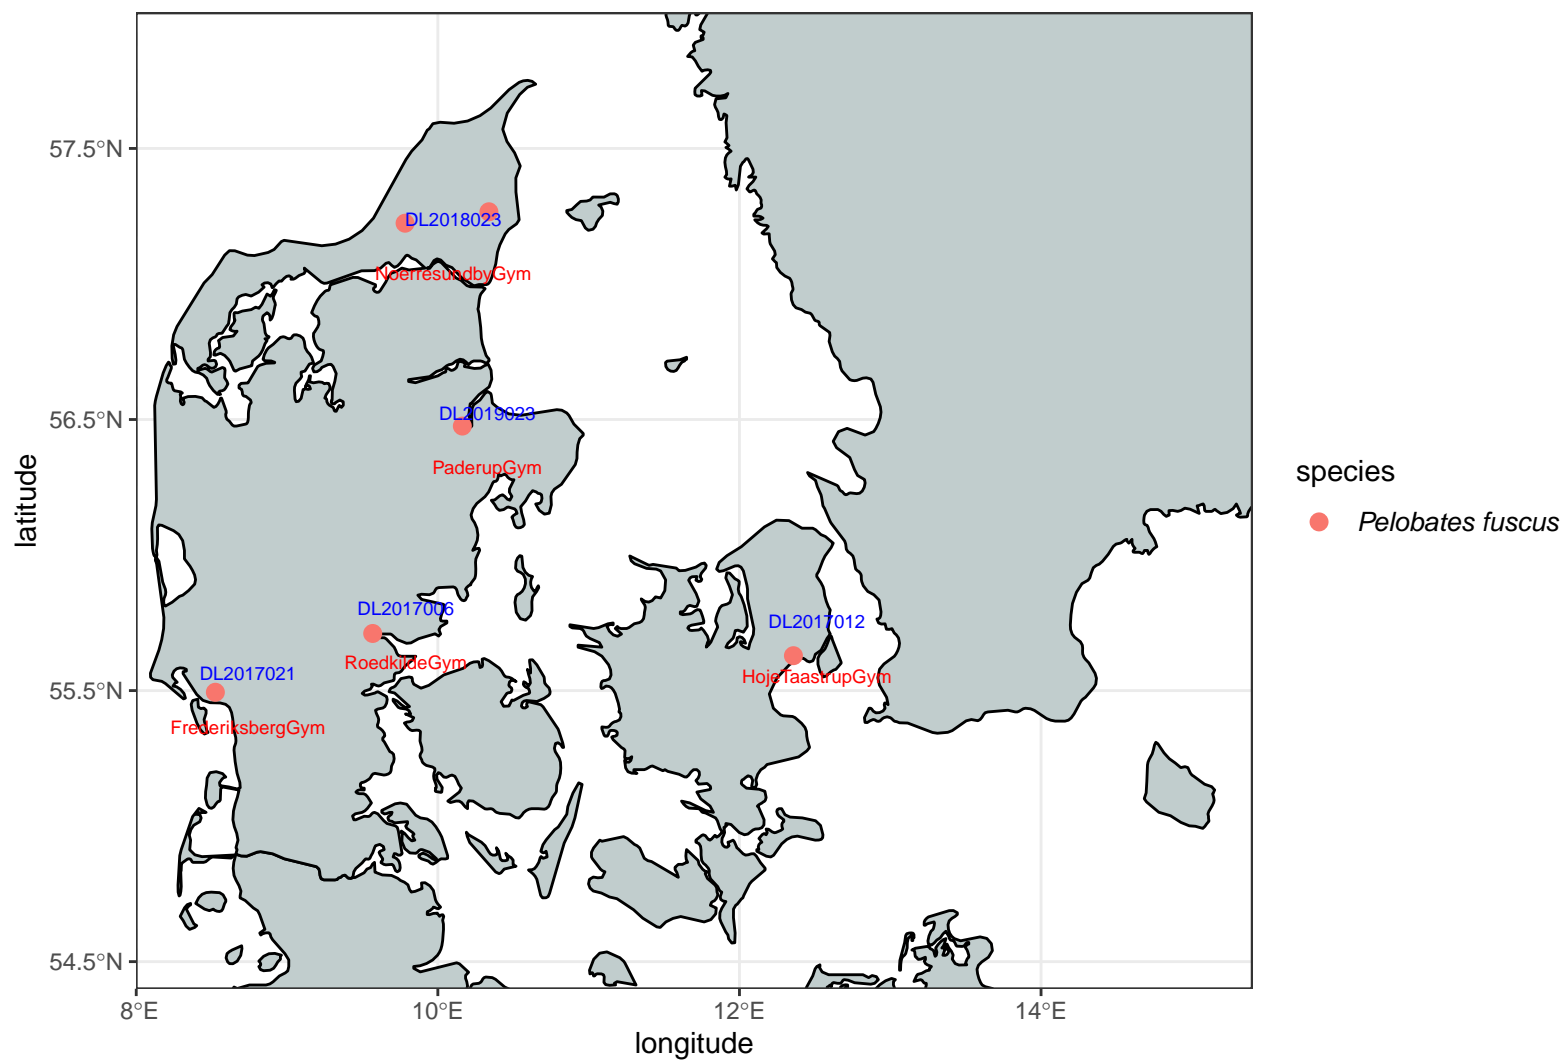 57.5°N
56.5°N
55.5°N
54.5°N
latitude
DL2018023
NoerresundbyGym
DL2019023
PaderupGym
DL2017006
RoedkildeGym
DL2017012
HojeTaastrupGym
DL2017021
FrederiksbergGym
8°E
10°E
12°E
14°E
longitude
species
Pelobates fuscus